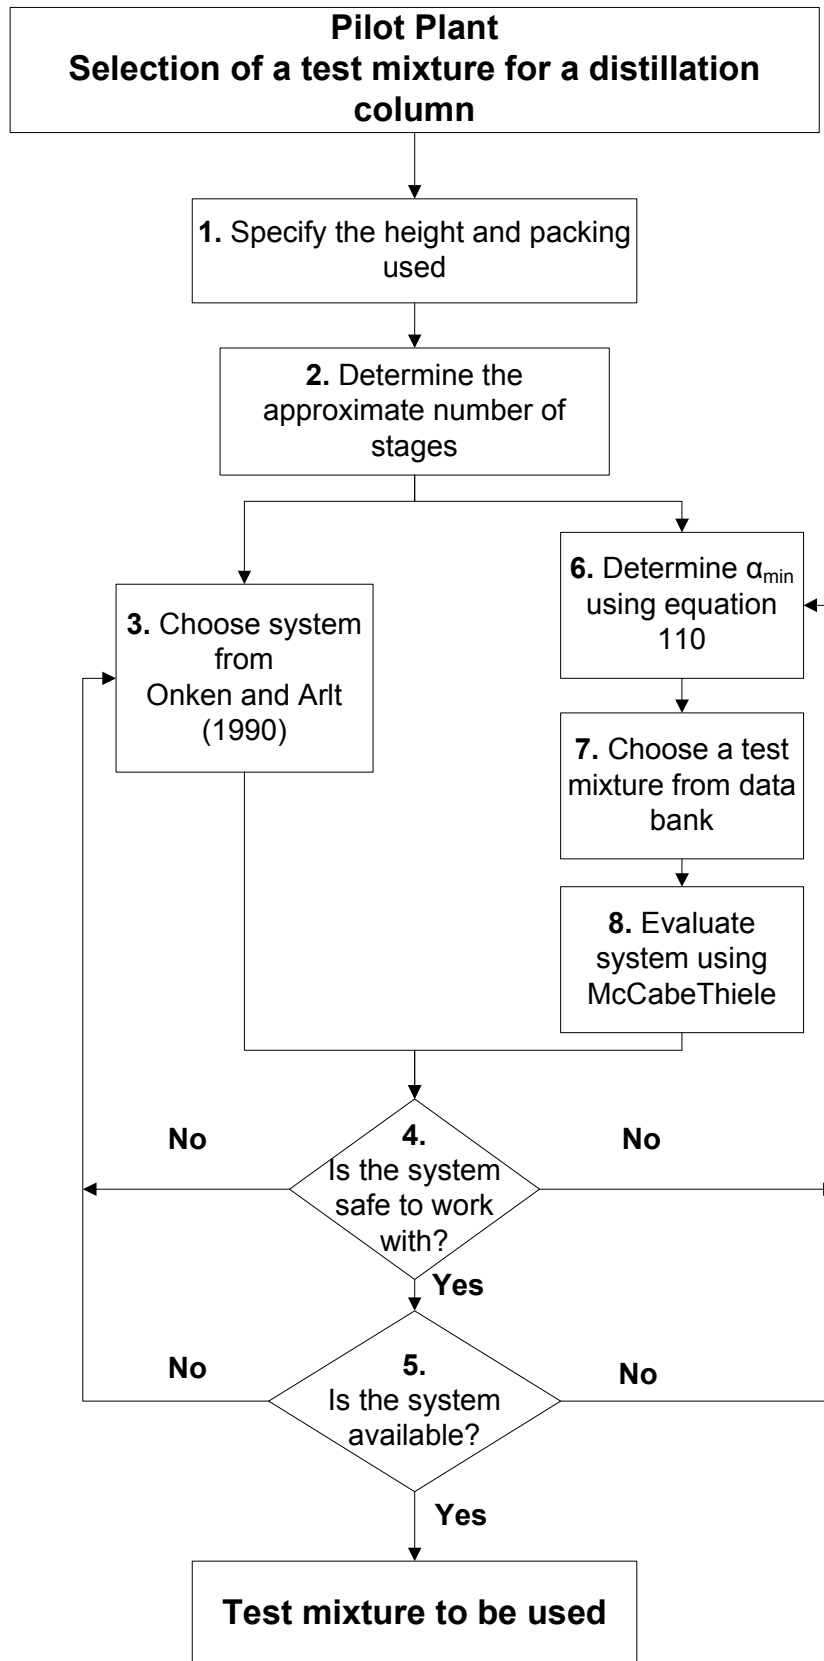 Pilot Plant
Selection of a test mixture for a distillation
column
1. Specify the height and packing
used
2. Determine the
approximate number of
stages
3. Choose system
from
Onken and Arlt
(1990)
6. Determine αmin
using equation
110
7. Choose a test
mixture from data
bank
8. Evaluate
system using
McCabeThiele
4.
Is the system
safe to work
with?
No
No
Yes
5.
Is the system
available?
No
No
Yes
Test mixture to be used